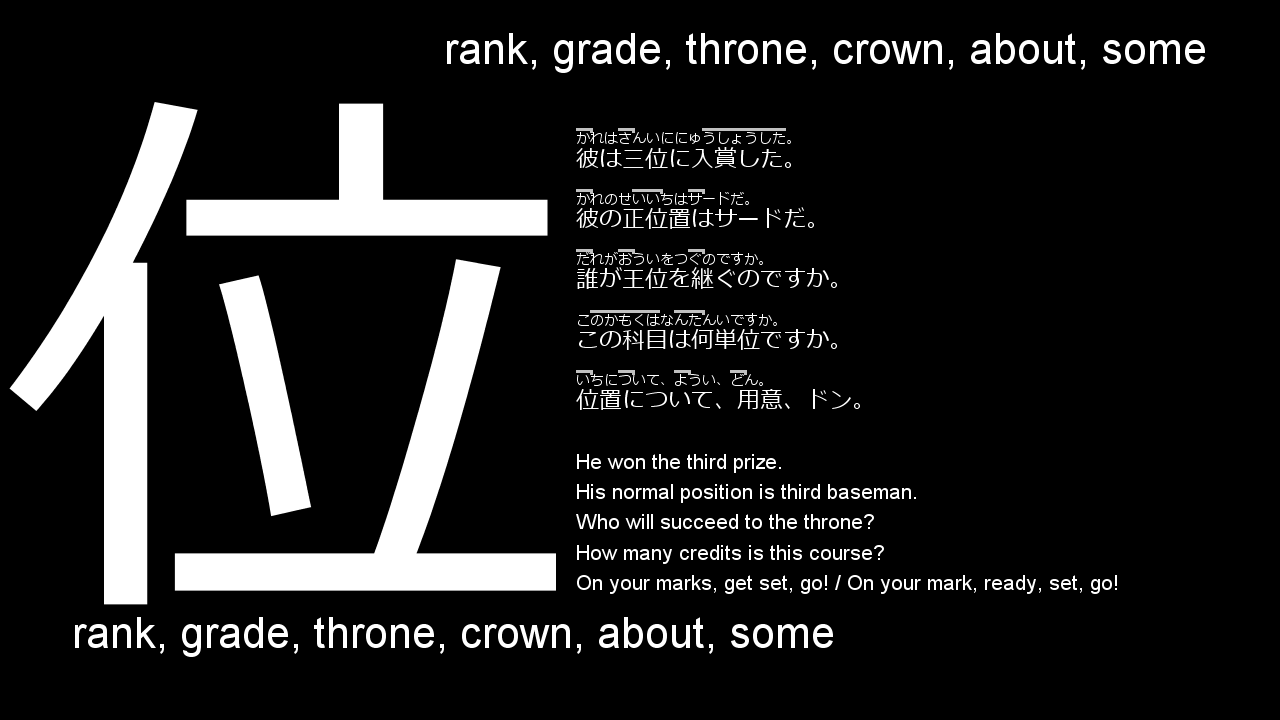 rank, grade, throne, crown, about, some
位
かれはさんいににゅうしょうした。
彼は三位に入賞した。
かれのせいいちはサードだ。
彼の正位置はサードだ。
だれがおういをつぐのですか。
誰が王位を継ぐのですか。
このかもくはなんたんいですか。
この科目は何単位ですか。
いちについて、ようい、どん。
位置について、用意、ドン。
He won the third prize.
His normal position is third baseman.
Who will succeed to the throne?
How many credits is this course?
On your marks, get set, go! / On your mark, ready, set, go!
rank, grade, throne, crown, about, some